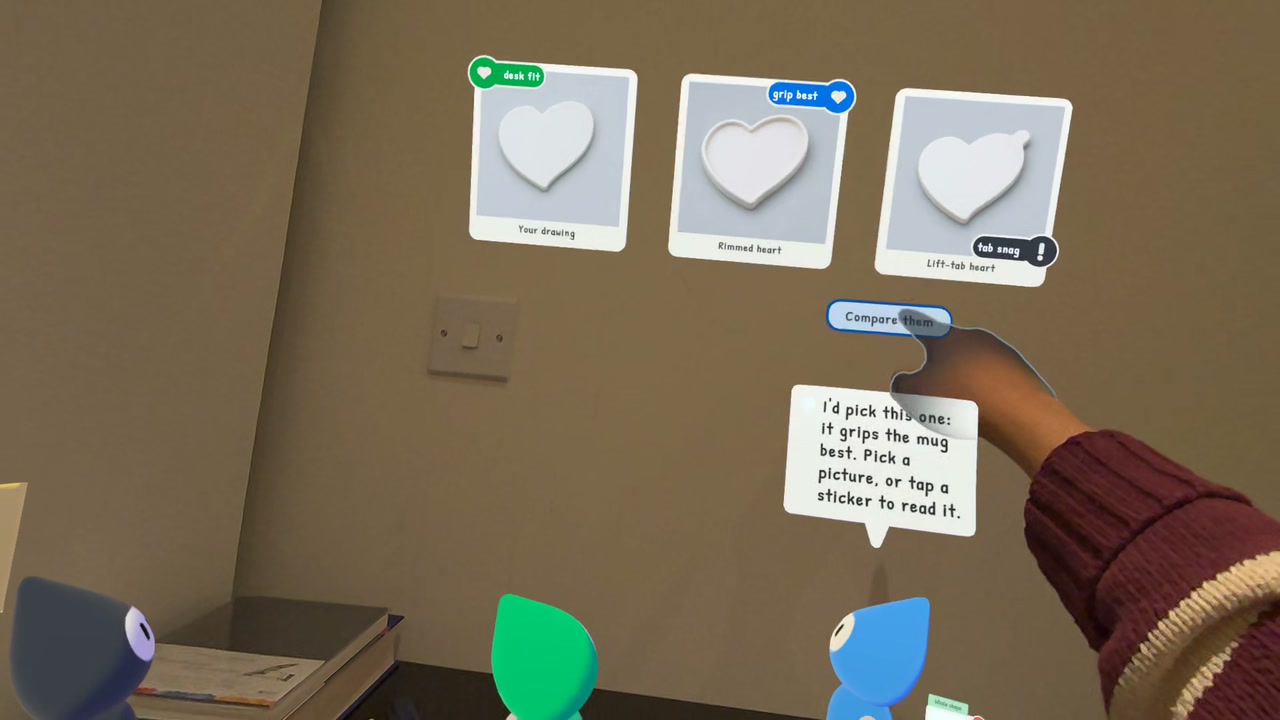 desk fit
Your drawing
grip best
Rimmed heart
tab snag
!
Lift-tab heart
Compare them
I'd pick this one:
it grips the mug
best. Pick a
picture, or tap a
sticker to read it.